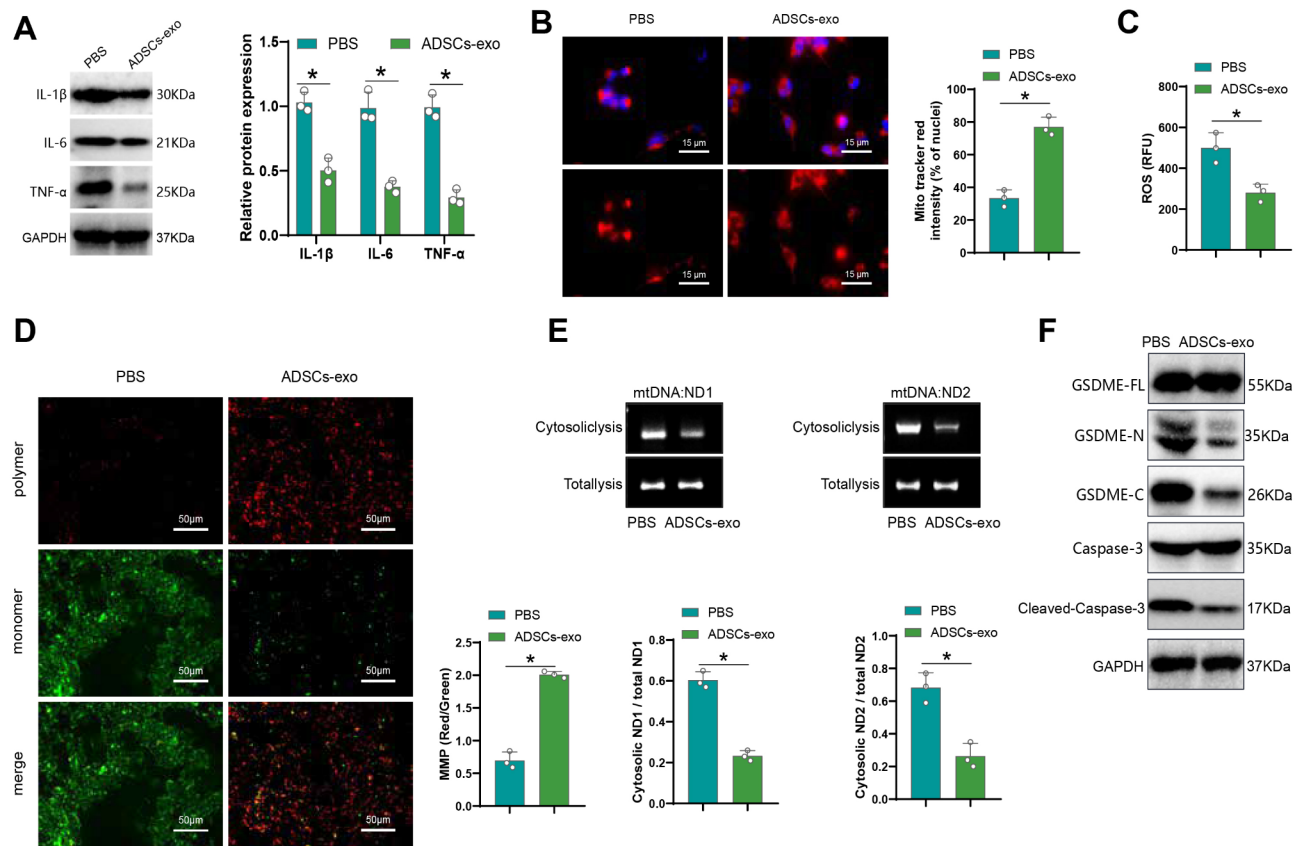 A
PBS ADSCs-exo
IL-1β 30KDa
IL-6 21KDa
TNF-α 25KDa
GAPDH 37KDa
PBS ADSCs-exo
Relative protein expression
1.5
1.0
0.5
0.0
* * *
IL-1β IL-6 TNF-α
B
PBS ADSCs-exo
15 μm 15 μm
15 μm 15 μm
PBS
ADSCs-exo
Mito tracker red
intensity (% of nuclei)
100
80
60
40
20
0
*
C
PBS
ADSCs-exo
ROS (RFU)
800
600
400
200
0
*
D
PBS ADSCs-exo
polymer
50μm 50μm
monomer
50μm 50μm
merge
50μm 50μm
PBS
ADSCs-exo
MMP (Red/Green)
2.5
2.0
1.5
1.0
0.5
0.0
*
E
mtDNA:ND1
Cytosoliclysis
Totallysis
PBS ADSCs-exo
mtDNA:ND2
Cytosoliclysis
Totallysis
PBS ADSCs-exo
PBS
ADSCs-exo
Cytosolic ND1 / total ND1
0.8
0.6
0.4
0.2
0.0
*
PBS
ADSCs-exo
Cytosolic ND2 / total ND2
0.8
0.6
0.4
0.2
0.0
*
F
PBS ADSCs-exo
GSDME-FL 55KDa
GSDME-N 35KDa
GSDME-C 26KDa
Caspase-3 35KDa
Cleaved-Caspase-3 17KDa
GAPDH 37KDa